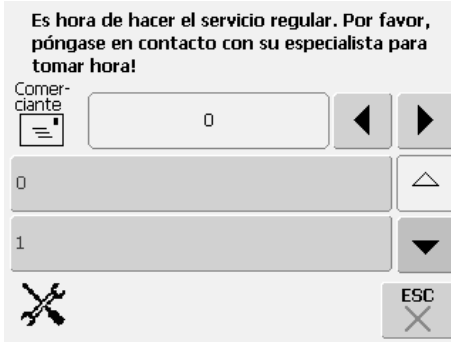 Es hora de hacer el servicio regular. Por favor,
póngase en contacto con su especialista para
tomar hora!
Comer-
ciante
0
0
1
ESC